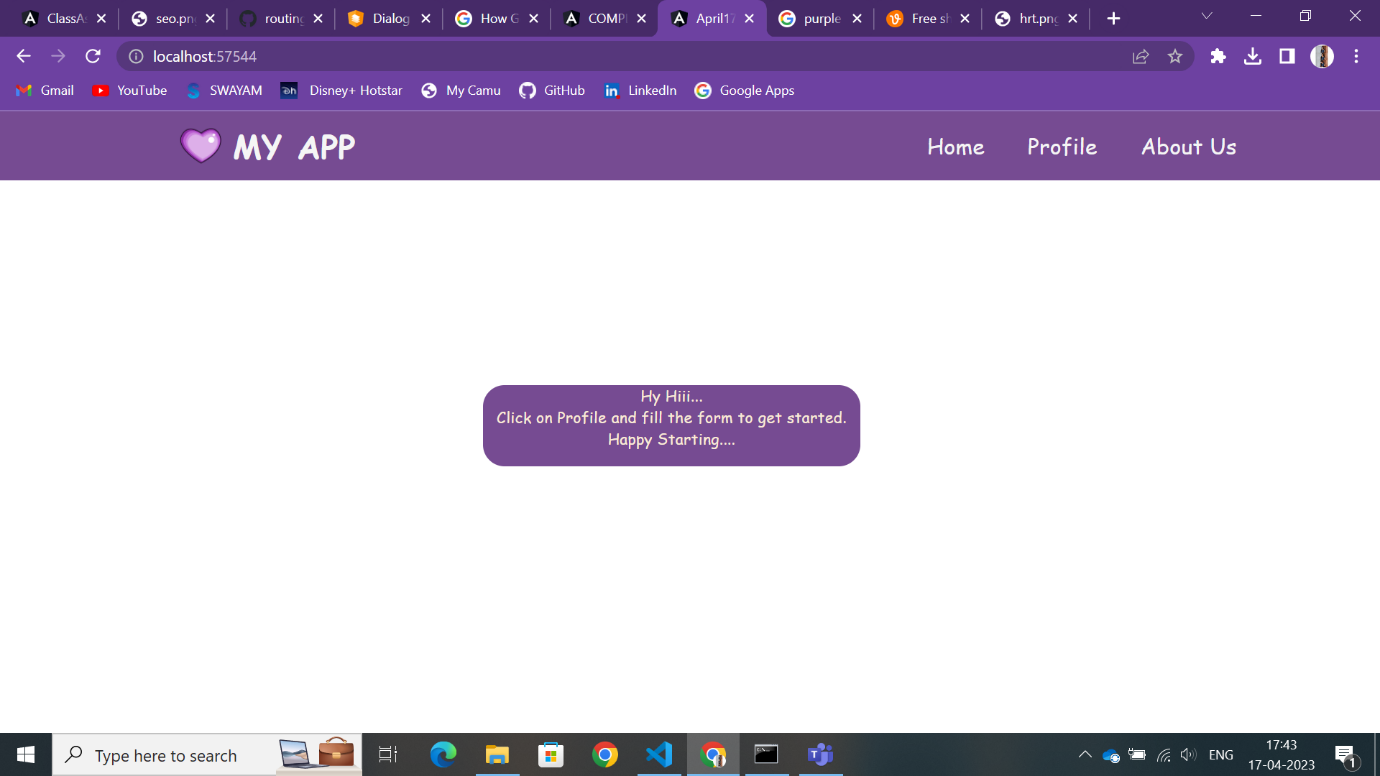 ClassA
seo.pn
routing
Dialog
How G
COMP
April17
purple
Free sh
hrt.png
localhost:57544
Gmail
YouTube
SWAYAM
Disney+ Hotstar
My Camu
GitHub
LinkedIn
Google Apps
MY APP
Home
Profile
About Us
Hy Hiii...
Click on Profile and fill the form to get started.
Happy Starting....
Type here to search
ENG
17:43
17-04-2023
1